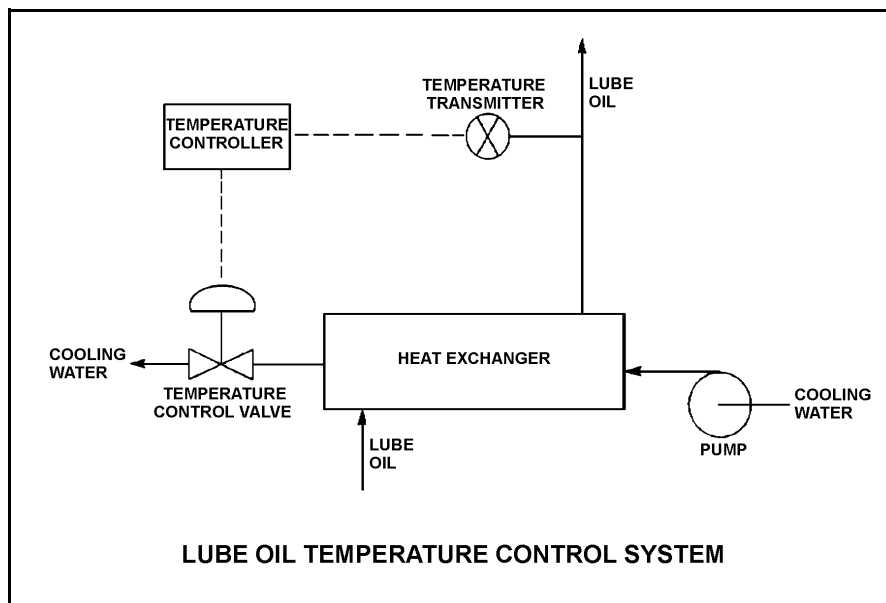 TEMPERATURE
TRANSMITTER
LUBE
OIL
TEMPERATURE
CONTROLLER
HEAT EXCHANGER
COOLING
WATER
TEMPERATURE
CONTROL VALVE
COOLING
WATER
LUBE
OIL
PUMP
LUBE OIL TEMPERATURE CONTROL SYSTEM